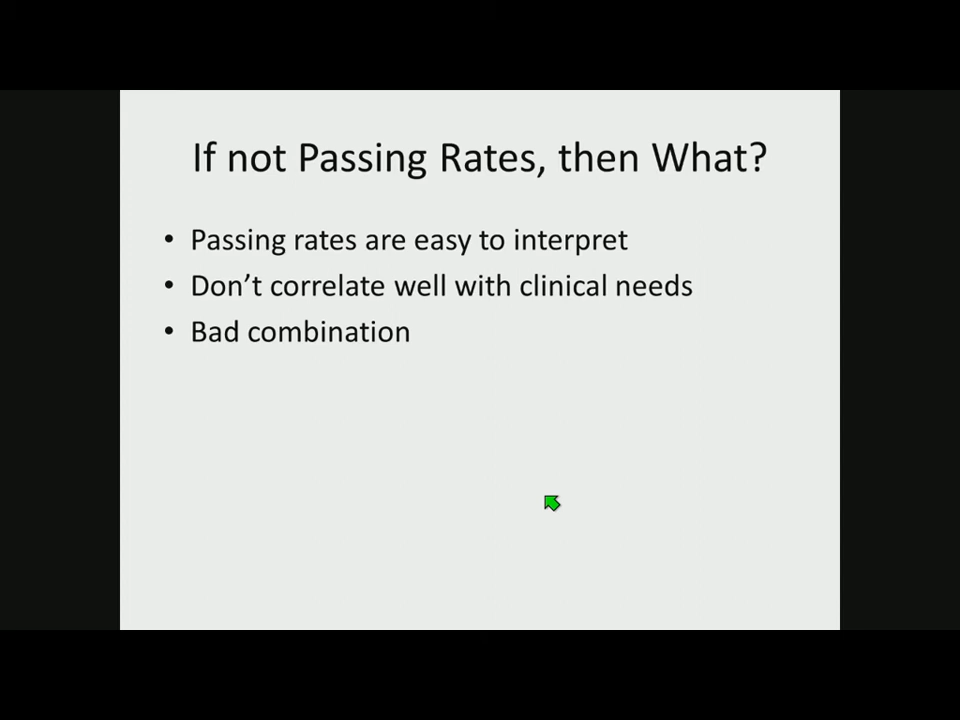 If not Passing Rates, then What?
• Passing rates are easy to interpret
• Don’t correlate well with clinical needs
• Bad combination